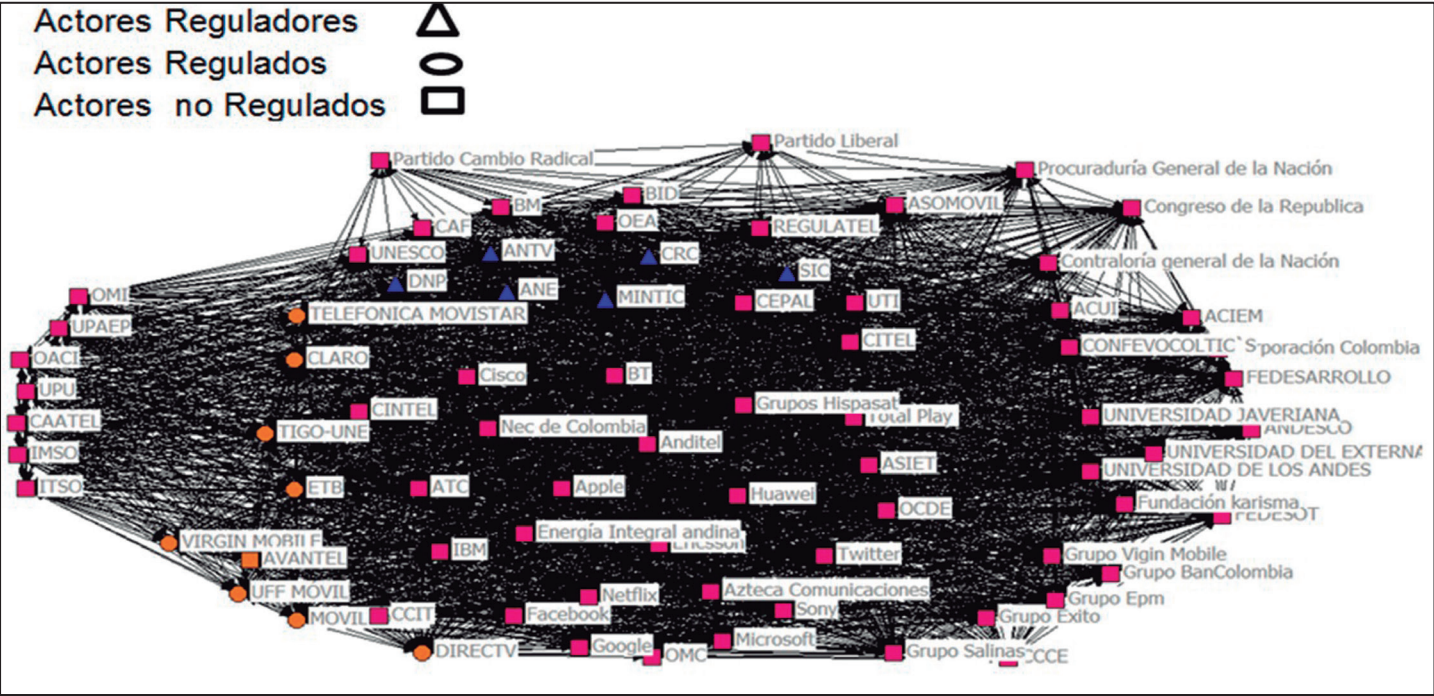 Actores Reguladores
Actores Regulados
Actores no Regulados
Partido Liberal
Partido Cambio Radical
Procuraduría General de la Nación
BID
BM
ASOMOVIL
Congreso de la Republica
CAF
OEA
REGULATEL
UNESCO
ANTV
CRC
Contraloría general de la Nación
SIC
DNP
ANE
OMI
MINTIC
CEPAL
UTI
ACUI
TELEFONICA MOVISTAR
ACIEM
UPAEP
CITEL
CONFEVOCOLTIC`S
poración Colombia
OACI
CLARO
Cisco
BT
FEDESARROLLO
UPU
CINTEL
Grupos Hispasat
Total Play
UNIVERSIDAD JAVERIANA
CAATEL
TIGO-UNE
Nec de Colombia
ANDESCO
Anditel
IMSO
UNIVERSIDAD DEL EXTERNA
ASIET
UNIVERSIDAD DE LOS ANDES
ITSO
ETB
ATC
Apple
Huawei
Fundación karisma
OCDE
FEDESOT
Energía Integral andina
VIRGIN MOBILE
Ericsson
AVANTEL
IBM
Twitter
Grupo Vigin Mobile
Grupo BanColombia
UFF MOVIL
Netflix
Azteca Comunicaciones
Grupo Epm
MOVIL
CCIT
Facebook
Sony
Grupo Exito
DIRECTV
Google
Microsoft
OMC
Grupo Salinas
CCCE